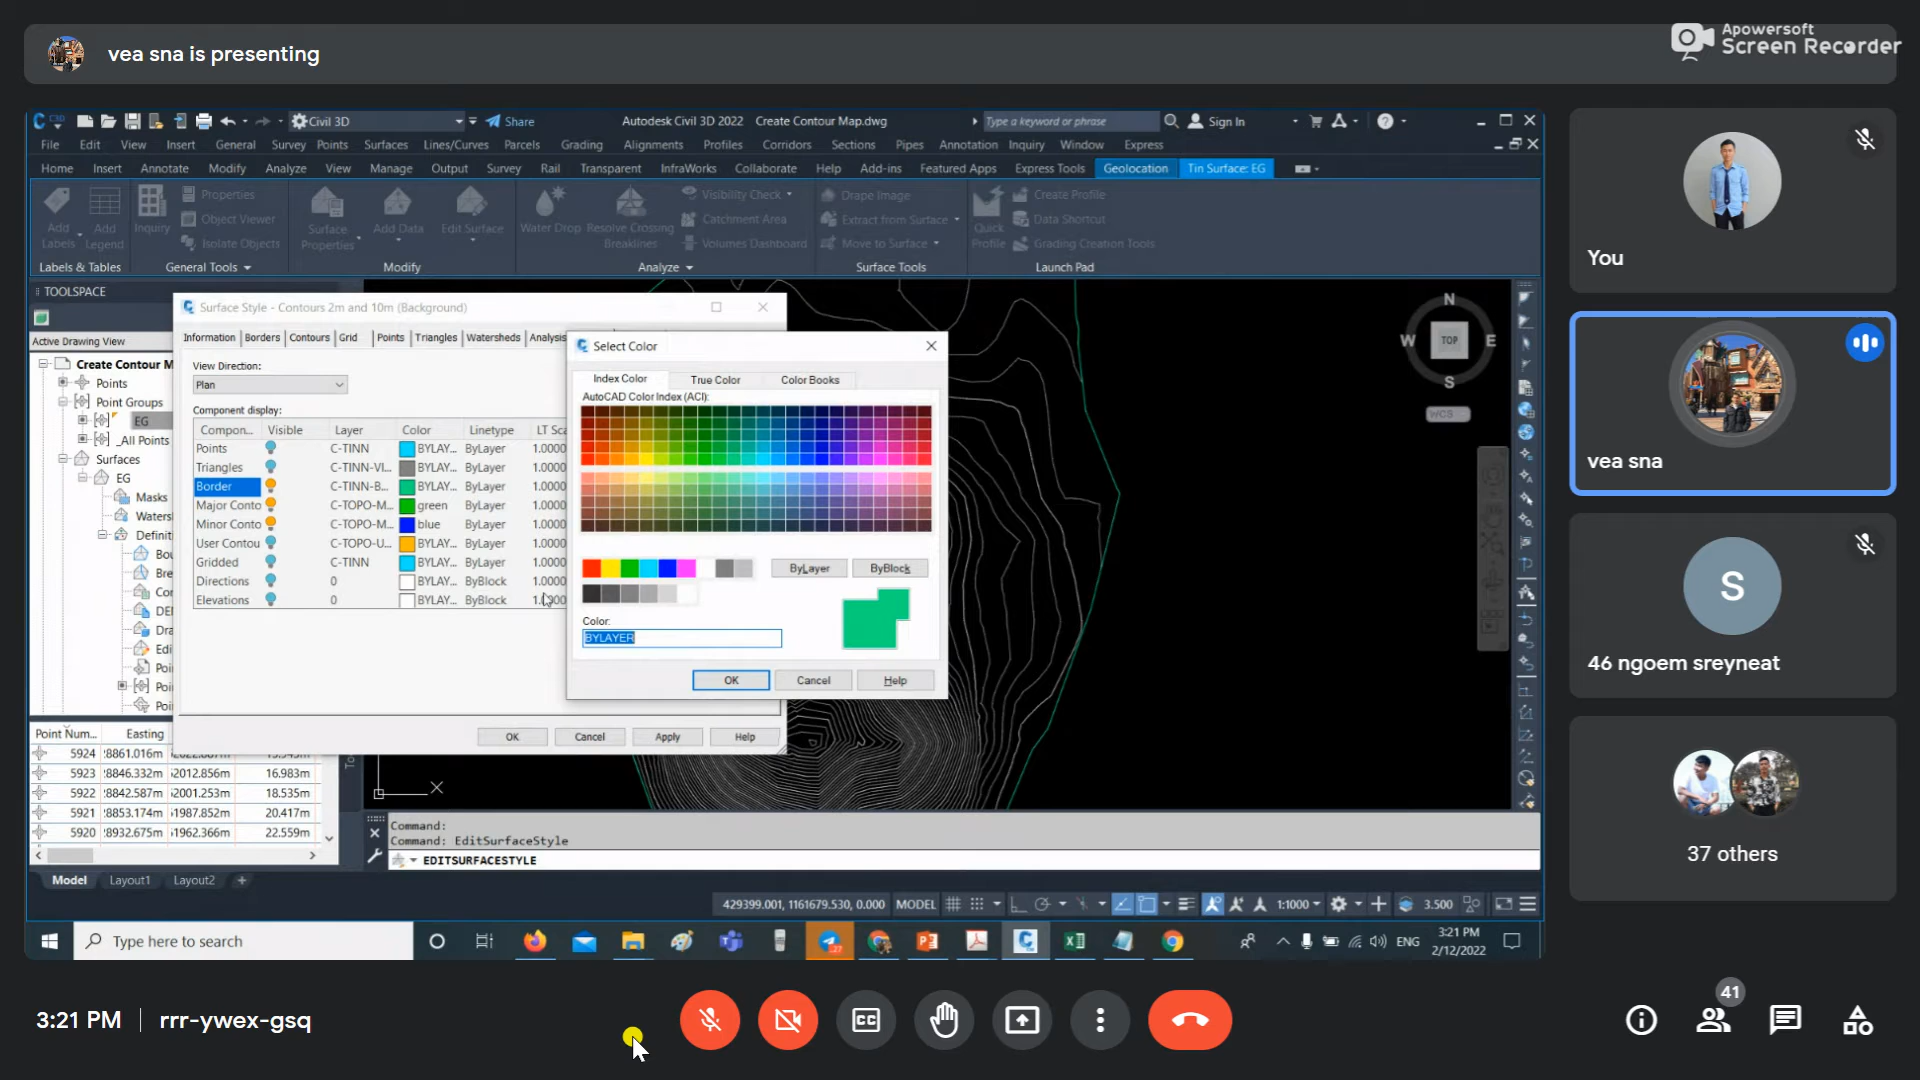 vea sna is presenting
Apowersoft
Screen Recorder
Civil 3D
Share
Autodesk Civil 3D 2022 Create Contour Map.dwg
Type a keyword or phrase
Sign In
File Edit View Insert General Survey Points Surfaces Lines/Curves Parcels Grading Alignments Profiles Corridors Sections Pipes Annotation Inquiry Window Express
Home Insert Annotate Modify Analyze View Manage Output Survey Rail Transparent InfraWorks Collaborate Help Add-ins Featured Apps Express Tools Geolocation Tin Surface: EG
Add Labels
Add Legend
Inquiry
Properties
Object Viewer
Isolate Objects
Surface Properties
Add Data
Edit Surface
Water Drop
Resolve Crossing Breaklines
Visibility Check
Catchment Area
Volumes Dashboard
Drape Image
Extract from Surface
Move to Surface
Quick Profile
Create Profile
Data Shortcut
Grading Creation Tools
Labels & Tables
General Tools
Modify
Analyze
Surface Tools
Launch Pad
TOOLSPACE
Active Drawing View
Create Contour M
Points
Point Groups
EG
_All Points
Surfaces
EG
Masks
Waters
Definiti
Bou
Bre
Co
DEI
Dra
Edi
Poi
Poi
Poi
Point Num... Easting
5924 :8861.016m
5923 :8846.332m :2012.856m 16.983m
5922 :8842.587m :2001.253m 18.535m
5921 :8853.174m :1987.852m 20.417m
5920 :8932.675m :1962.366m 22.559m
Surface Style - Contours 2m and 10m (Background)
Information Borders Contours Grid Points Triangles Watersheds Analysis
View Direction:
Plan
Component display:
Compon... Visible Layer Color Linetype LT Sca
Points C-TINN BYLAY... ByLayer 1.0000
Triangles C-TINN-VI... BYLAY... ByLayer 1.0000
Border C-TINN-B... BYLAY... ByLayer 1.0000
Major Conto C-TOPO-M... green ByLayer 1.0000
Minor Conto C-TOPO-M... blue ByLayer 1.0000
User Contou C-TOPO-U... BYLAY... ByLayer 1.0000
Gridded C-TINN BYLAY... ByLayer 1.0000
Directions 0 BYLAY... ByBlock 1.0000
Elevations 0 BYLAY... ByBlock 1.0000
OK Cancel Apply Help
Select Color
Index Color True Color Color Books
AutoCAD Color Index (ACI):
ByLayer ByBlock
Color:
BYLAYER
OK Cancel Help
N
W TOP E
S
WCS
X
Command:
Command: EditSurfaceStyle
EDITSURFACESTYLE
Model Layout1 Layout2 +
429399.001, 1161679.530, 0.000 MODEL 1:1000 3.500
Type here to search
27
ENG
3:21 PM
2/12/2022
You
vea sna
S
46 ngoem sreyneat
37 others
3:21 PM rrr-ywex-gsq
CC
41